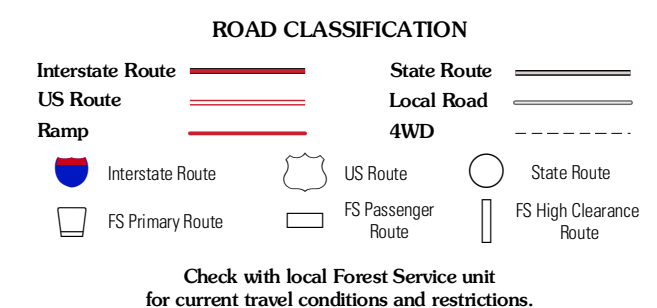 ROAD CLASSIFICATION
Interstate Route
State Route
US Route
Local Road
Ramp
4WD
Interstate Route
US Route
State Route
FS Primary Route
FS Passenger
Route
FS High Clearance
Route
Check with local Forest Service unit
for current travel conditions and restrictions.